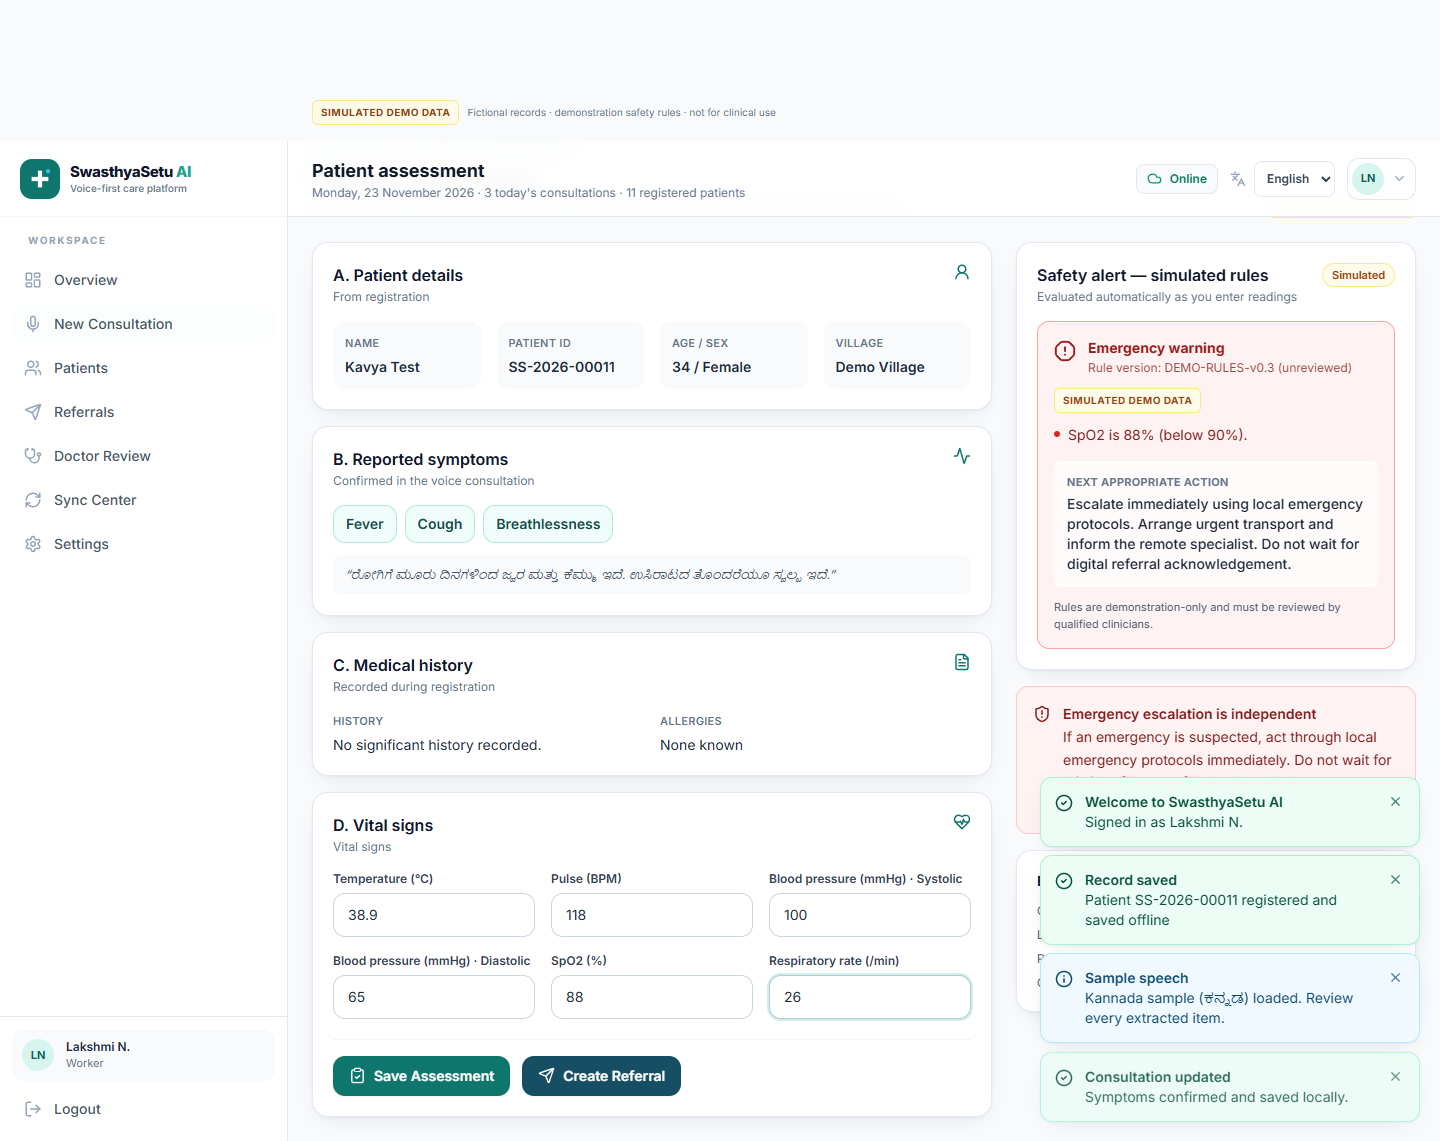 SIMULATED DEMO DATA
Fictional records · demonstration safety rules · not for clinical use
SwasthyaSetu AI
Voice-first care platform
Patient assessment
Monday, 23 November 2026 · 3 today's consultations · 11 registered patients
Online
English
LN
WORKSPACE
Overview
New Consultation
Patients
Referrals
Doctor Review
Sync Center
Settings
LN
Lakshmi N.
Worker
Logout
A. Patient details
From registration
NAME
Kavya Test
PATIENT ID
SS-2026-00011
AGE / SEX
34 / Female
VILLAGE
Demo Village
B. Reported symptoms
Confirmed in the voice consultation
Fever
Cough
Breathlessness
"ರೋಗಿಗೆ ಮೂರು ದಿನಗಳಿಂದ ಜ್ವರ ಮತ್ತು ಕೆಮ್ಮು ಇದೆ. ಉಸಿರಾಟದ ತೊಂದರೆಯೂ ಸ್ವಲ್ಪ ಇದೆ."
C. Medical history
Recorded during registration
HISTORY
No significant history recorded.
ALLERGIES
None known
D. Vital signs
Vital signs
Temperature (°C)
38.9
Pulse (BPM)
118
Blood pressure (mmHg) · Systolic
100
Blood pressure (mmHg) · Diastolic
65
SpO2 (%)
88
Respiratory rate (/min)
26
Save Assessment
Create Referral
Safety alert — simulated rules
Simulated
Evaluated automatically as you enter readings
Emergency warning
Rule version: DEMO-RULES-v0.3 (unreviewed)
SIMULATED DEMO DATA
SpO2 is 88% (below 90%).
NEXT APPROPRIATE ACTION
Escalate immediately using local emergency
protocols. Arrange urgent transport and
inform the remote specialist. Do not wait for
digital referral acknowledgement.
Rules are demonstration-only and must be reviewed by
qualified clinicians.
Emergency escalation is independent
If an emergency is suspected, act through local
emergency protocols immediately. Do not wait for
Welcome to SwasthyaSetu AI
Signed in as Lakshmi N.
Record saved
Patient SS-2026-00011 registered and
saved offline
Sample speech
Kannada sample (ಕನ್ನಡ) loaded. Review
every extracted item.
Consultation updated
Symptoms confirmed and saved locally.